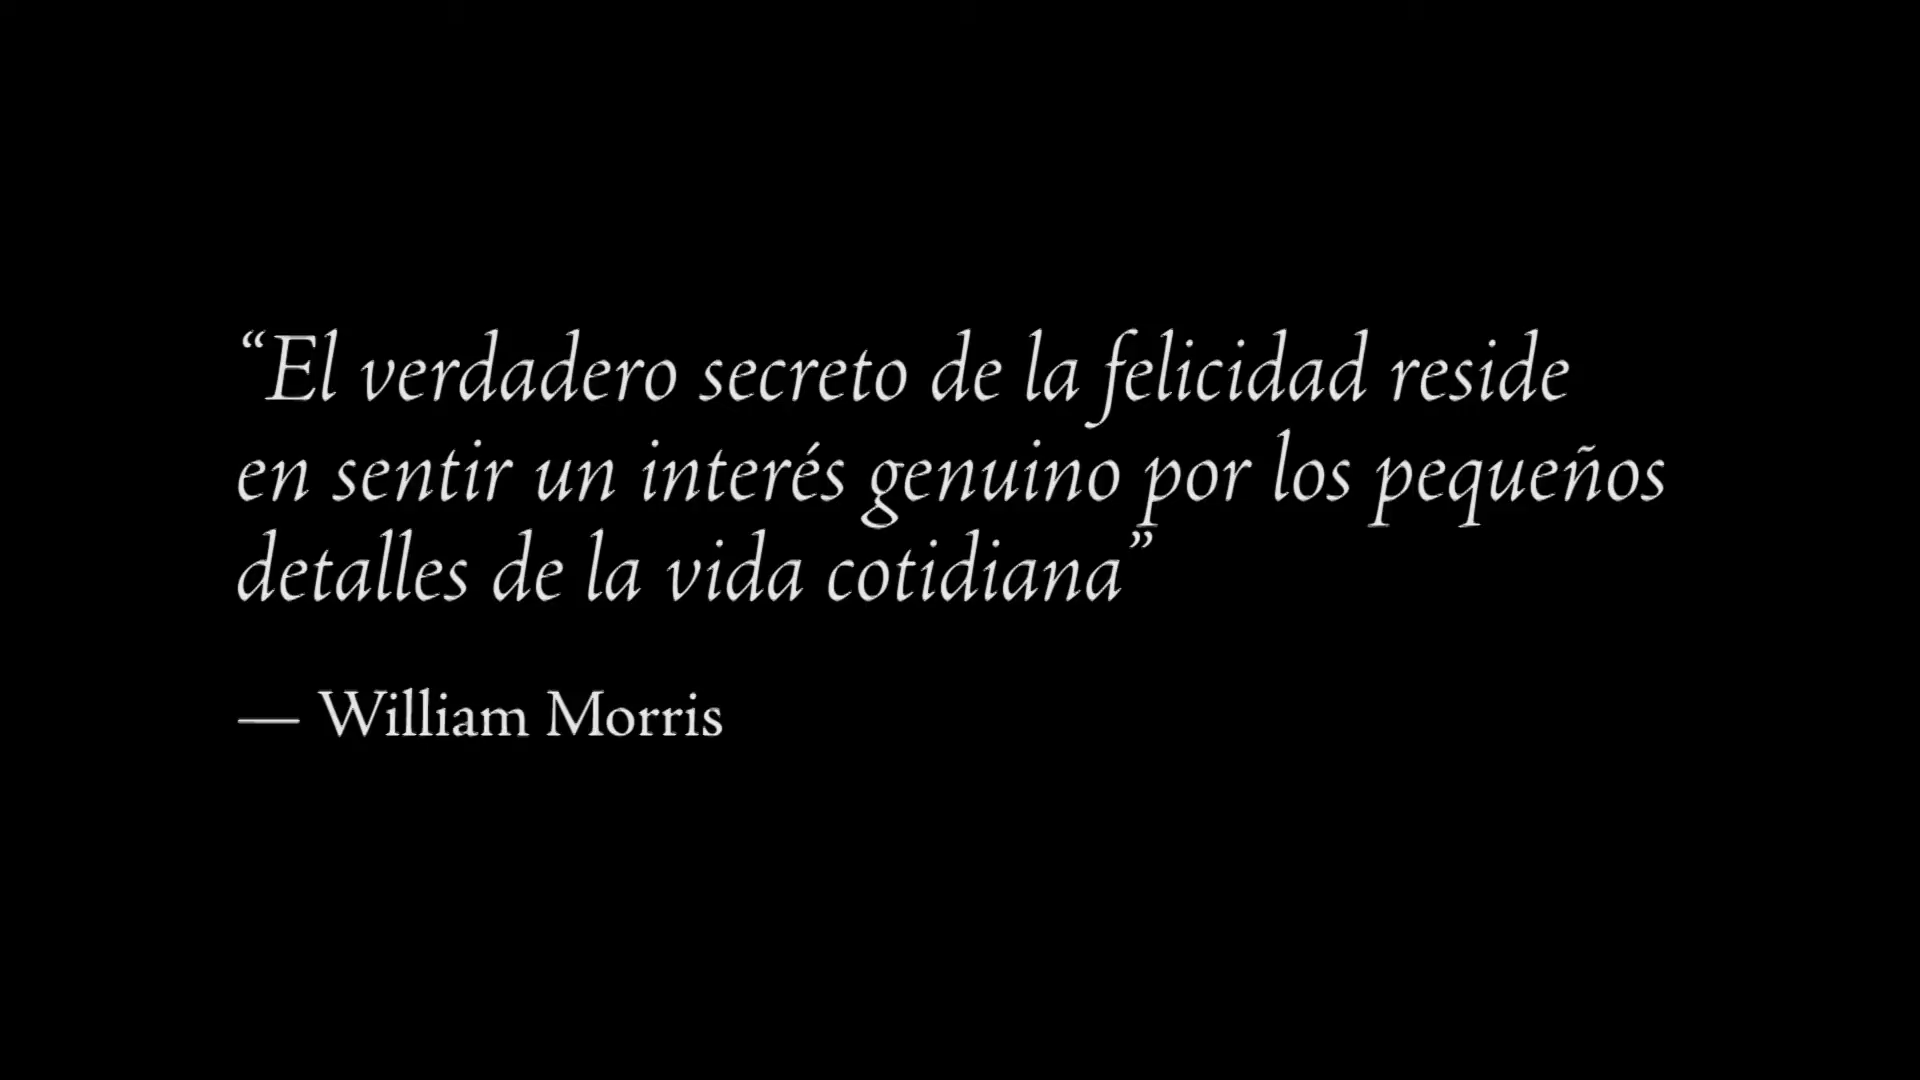 “El verdadero secreto de la felicidad reside
en sentir un interés genuino por los pequeños
detalles de la vida cotidiana”
— William Morris